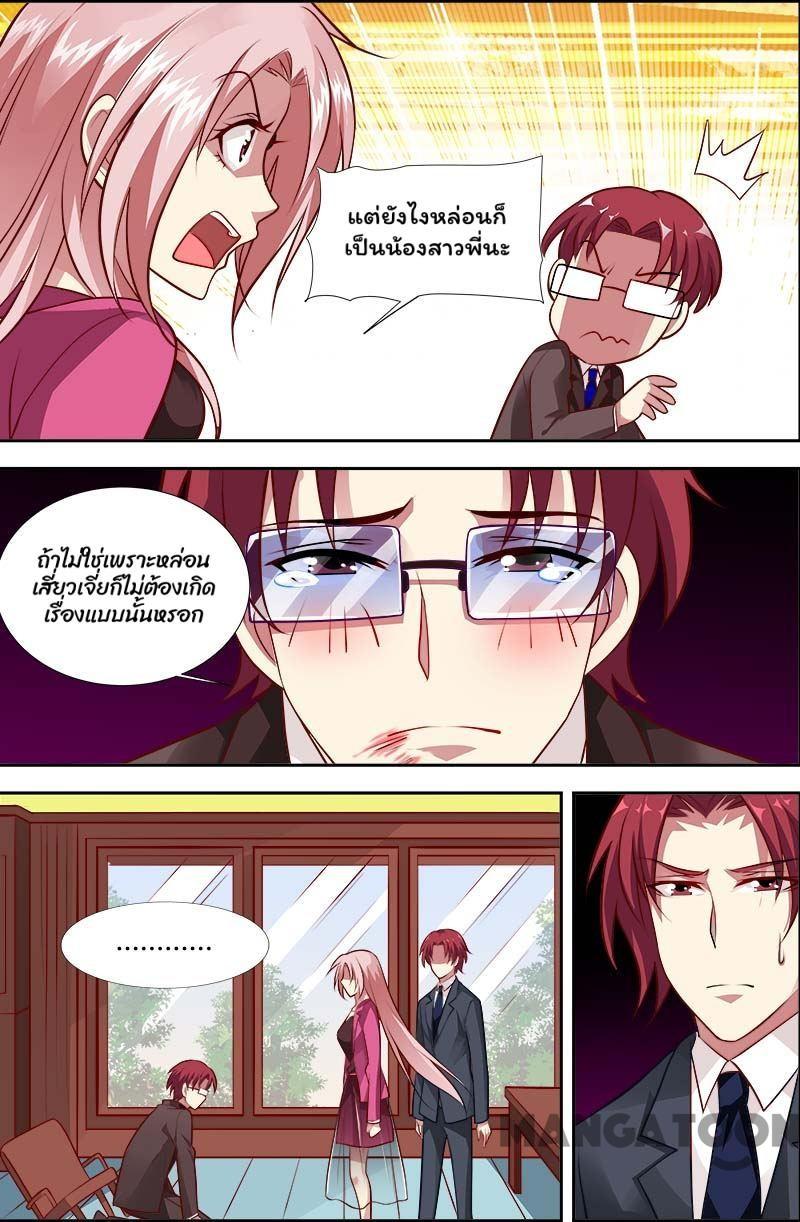 แต่ยังไงหล่อนก็
เป็นน้องสาวพี่นะ
ถ้าไม่ใช่เพราะหล่อน
เสี่ยวเจี๋ยก็ไม่ต้องเกิด
เรื่องแบบนั้นหรอก
............
MANGATOON